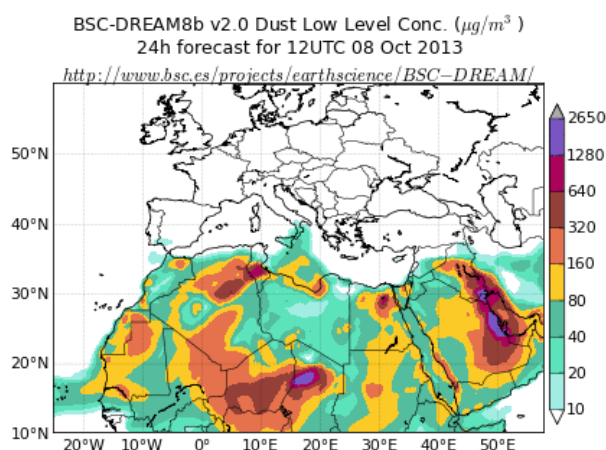 BSC-DREAM8b v2.0 Dust Low Level Conc. (μg/m³ )
24h forecast for 12UTC 08 Oct 2013
http://www.bsc.es/projects/earthscience/BSC−DREAM/
2650
1280
640
320
160
80
40
20
10
50°N
40°N
30°N
20°N
10°N
20°W 10°W 0° 10°E 20°E 30°E 40°E 50°E